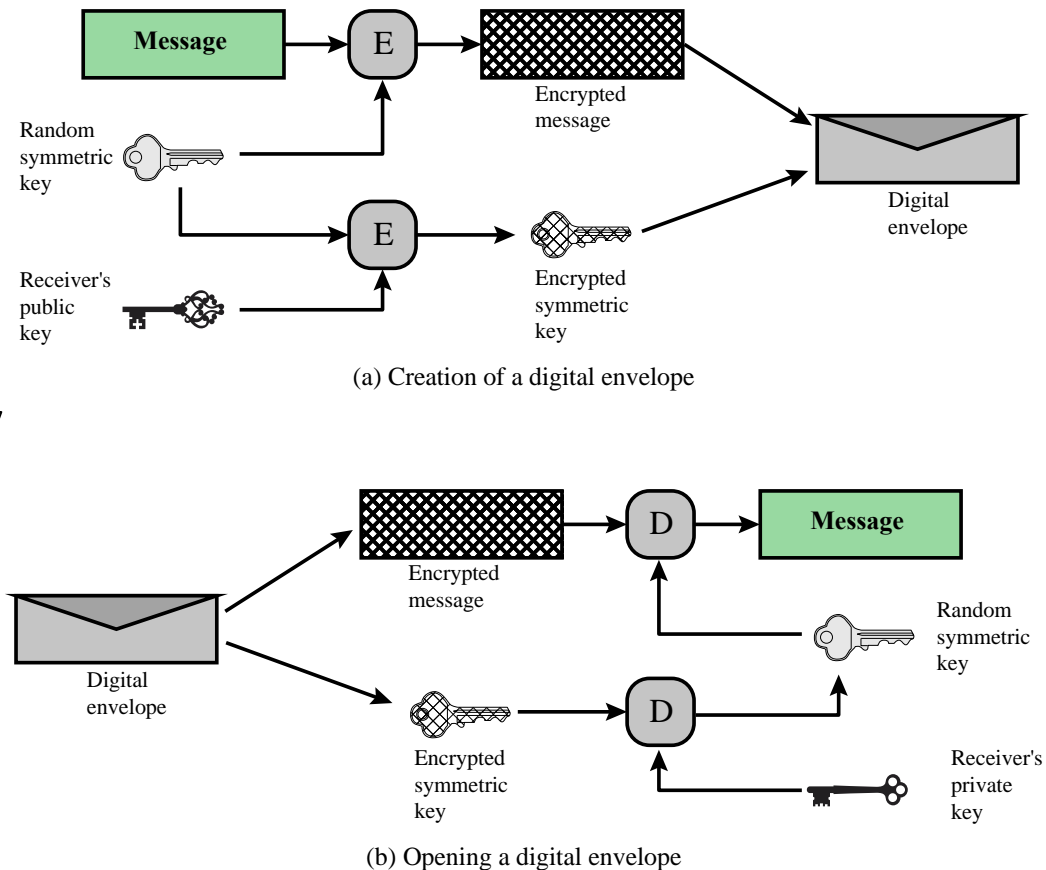 Message
E
Encrypted
message
Random
symmetric
key
Digital
envelope
E
Receiver's
public
key
Encrypted
symmetric
key
(a) Creation of a digital envelope
Encrypted
message
D
Message
Digital
envelope
Random
symmetric
key
D
Encrypted
symmetric
key
Receiver's
private
key
(b) Opening a digital envelope